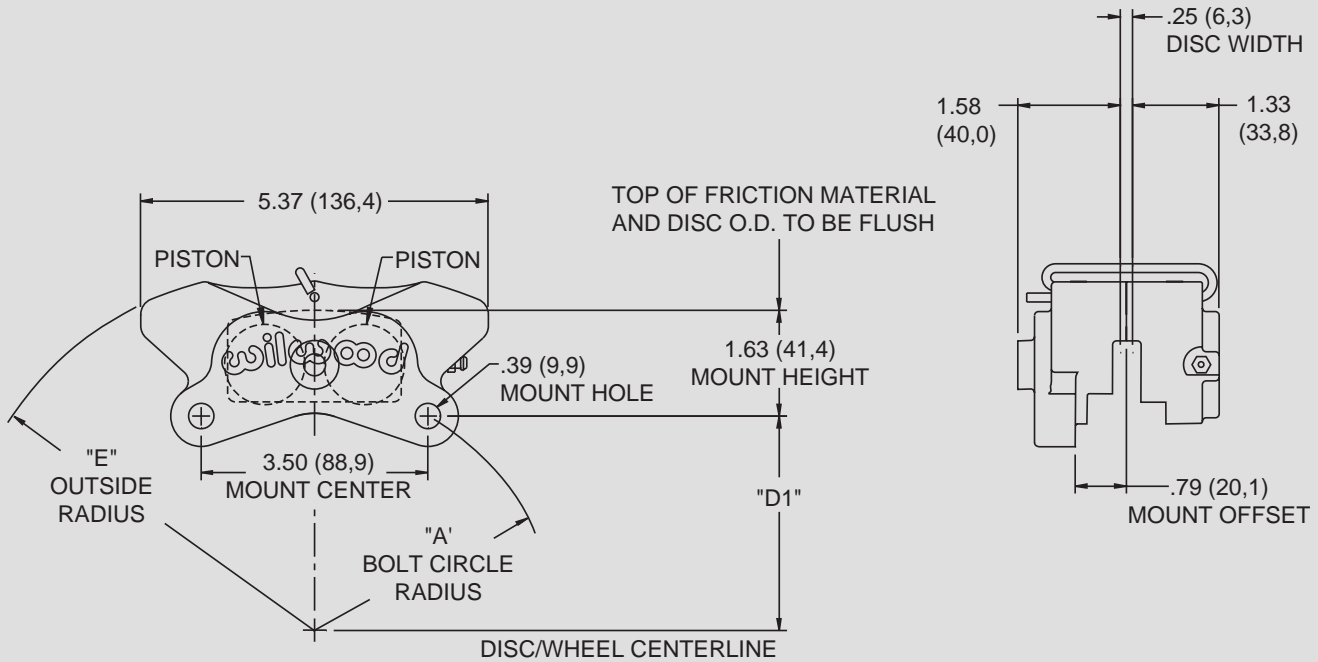 .25 (6,3)
DISC WIDTH
1.58
(40,0)
1.33
(33,8)
5.37 (136,4)
TOP OF FRICTION MATERIAL
AND DISC O.D. TO BE FLUSH
PISTON
PISTON
wilwood
1.63 (41,4)
MOUNT HEIGHT
.39 (9,9)
MOUNT HOLE
"E"
OUTSIDE
RADIUS
3.50 (88,9)
MOUNT CENTER
"D1"
.79 (20,1)
MOUNT OFFSET
"A'
BOLT CIRCLE
RADIUS
DISC/WHEEL CENTERLINE